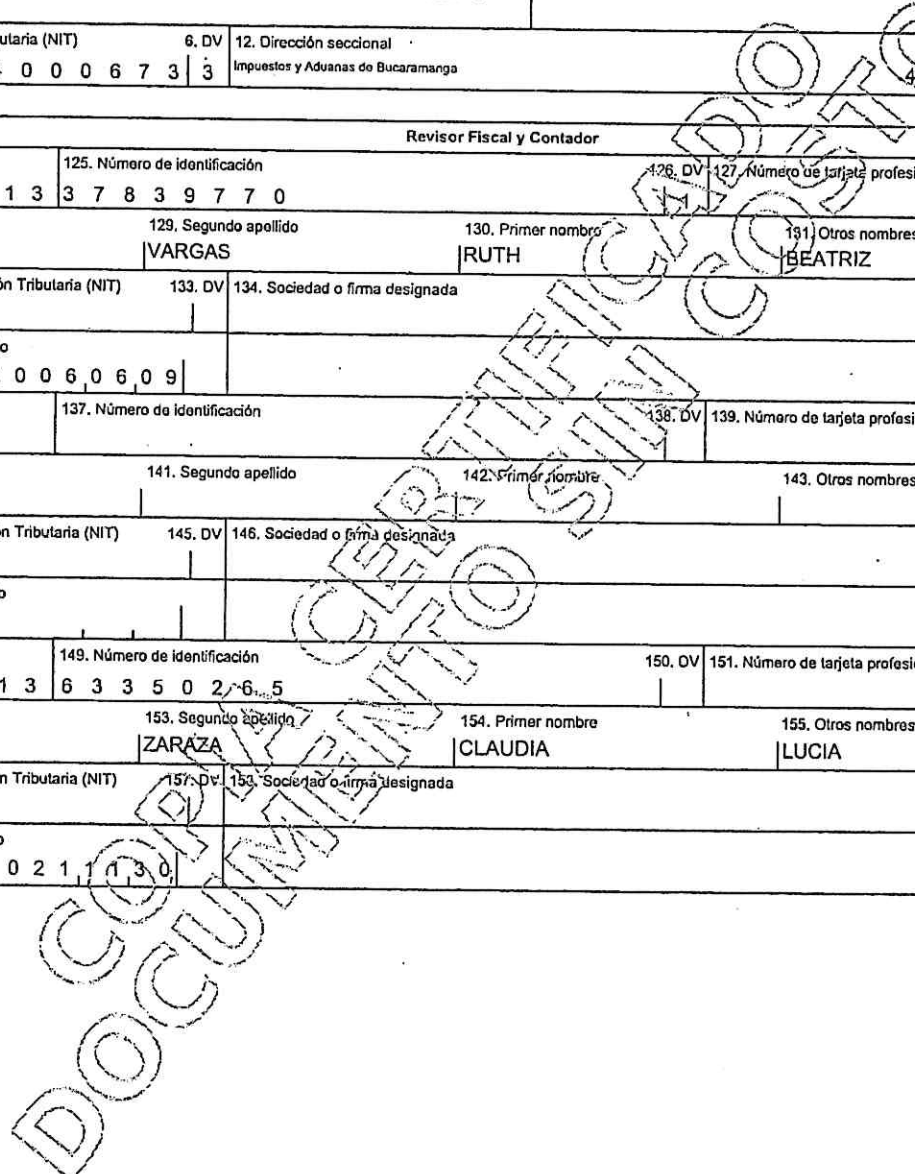 utaria (NIT) 6. DV 12. Dirección seccional
0 0 0 6 7 3 3 Impuestos y Aduanas de Bucaramanga 4
Revisor Fiscal y Contador
125. Número de identificación 126. DV 127. Número de tarjeta profesi
1 3 3 7 8 3 9 7 7 0 1
129. Segundo apellido 130. Primer nombre 131. Otros nombres
VARGAS RUTH BEATRIZ
ón Tributaria (NIT) 133. DV 134. Sociedad o firma designada
o
0 0 6 0 6 0 9
137. Número de identificación 138. DV 139. Número de tarjeta profesi
141. Segundo apellido 142. Primer nombre 143. Otros nombres
ón Tributaria (NIT) 145. DV 146. Sociedad o firma designada
o
149. Número de identificación 150. DV 151. Número de tarjeta profesi
1 3 6 3 3 5 0 2 6 5
153. Segundo apellido 154. Primer nombre 155. Otros nombres
ZARAZA CLAUDIA LUCIA
ón Tributaria (NIT) 157. DV 158. Sociedad o firma designada
o
0 2 1 1 1 3 0
COPIA CERTIFICADO
DOCUMENTO SIN COSTO